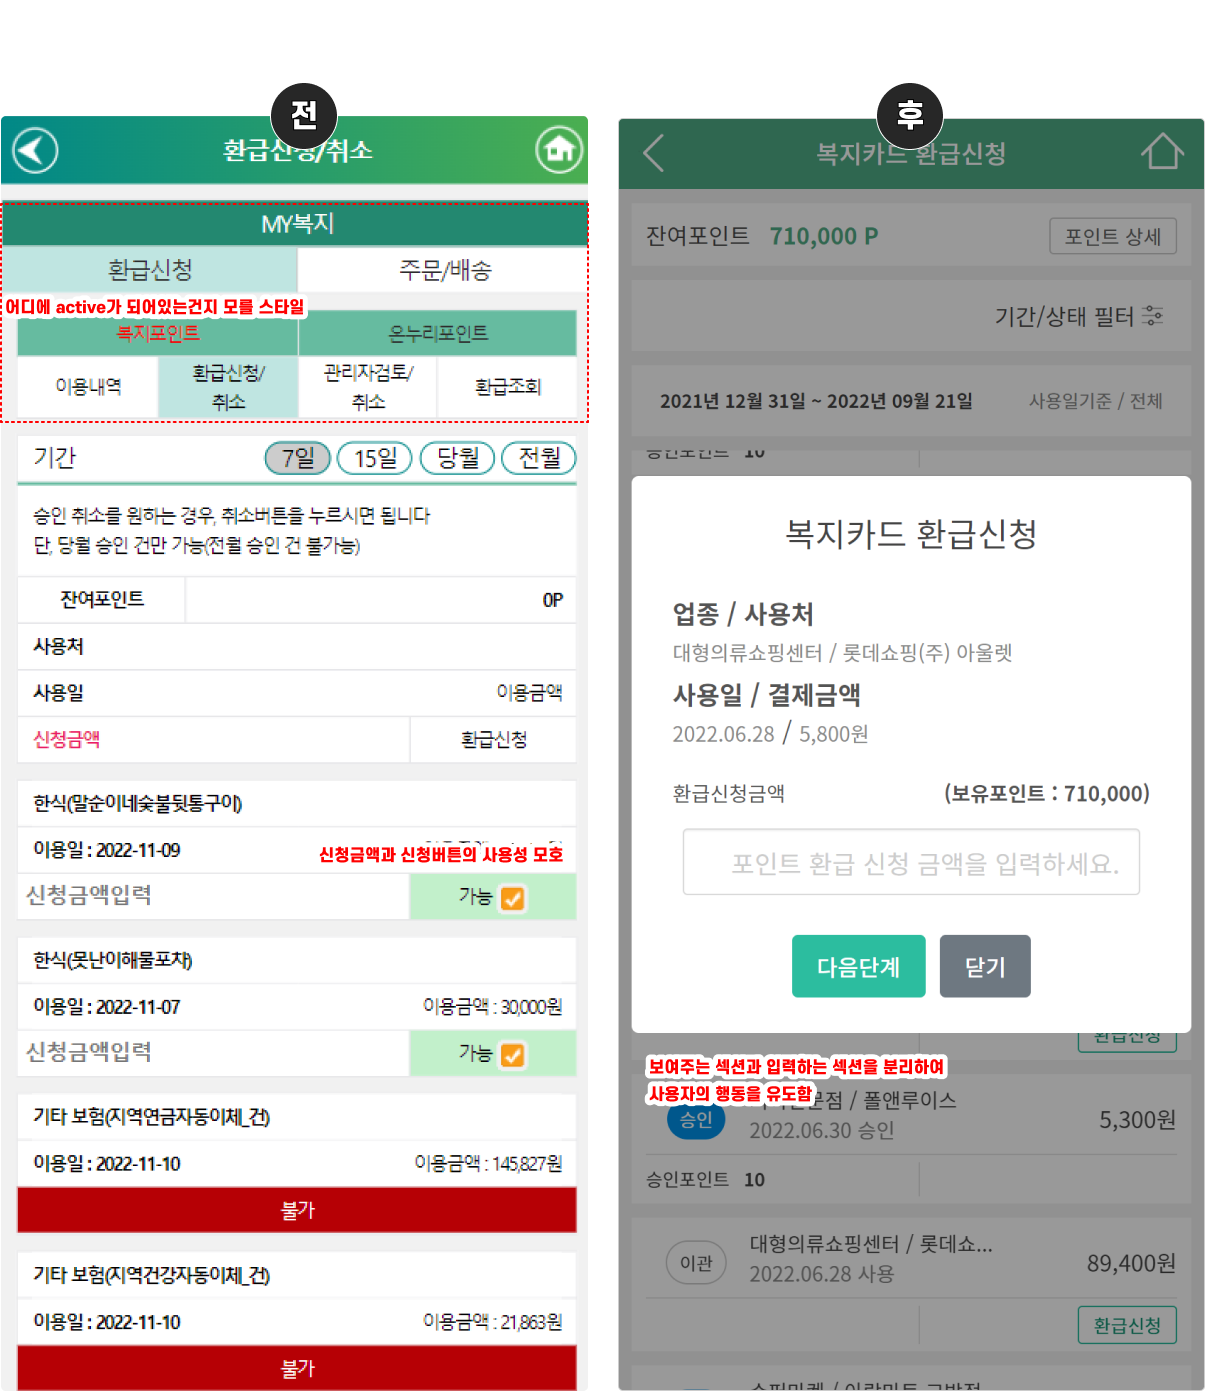 전
환급신청/취소
MY복지
환급신청
주문/배송
어디에 active가 되어있는건지 모를 스타일
복지포인트
온누리포인트
이용내역
환급신청/
취소
관리자검토/
취소
환급조회
기간
7일
15일
당월
전월
승인 취소를 원하는 경우, 취소버튼을 누르시면 됩니다
단, 당월 승인 건만 가능(전월 승인 건 불가능)
잔여포인트
0P
사용처
사용일
이용금액
신청금액
환급신청
한식(말순이네숯불뒷통구이)
이용일 : 2022-11-09
신청금액과 신청버튼의 사용성 모호
신청금액입력
가능
한식(못난이해물포차)
이용일 : 2022-11-07
이용금액 : 30,000원
신청금액입력
가능
기타 보험(지역연금자동이체_건)
이용일 : 2022-11-10
이용금액 : 145,827원
불가
기타 보험(지역건강자동이체_건)
이용일 : 2022-11-10
이용금액 : 21,863원
불가
후
복지카드 환급신청
잔여포인트 710,000 P
포인트 상세
기간/상태 필터
2021년 12월 31일 ~ 2022년 09월 21일
사용일기준 / 전체
승인포인트 10
복지카드 환급신청
업종 / 사용처
대형의류쇼핑센터 / 롯데쇼핑(주) 아울렛
사용일 / 결제금액
2022.06.28 / 5,800원
환급신청금액
(보유포인트 : 710,000)
포인트 환급 신청 금액을 입력하세요.
다음단계
닫기
환급신청
보여주는 섹션과 입력하는 섹션을 분리하여
사용자의 행동을 유도함
승인
문점 / 폴앤루이스
2022.06.30 승인
5,300원
승인포인트 10
이관
대형의류쇼핑센터 / 롯데쇼...
2022.06.28 사용
89,400원
환급신청